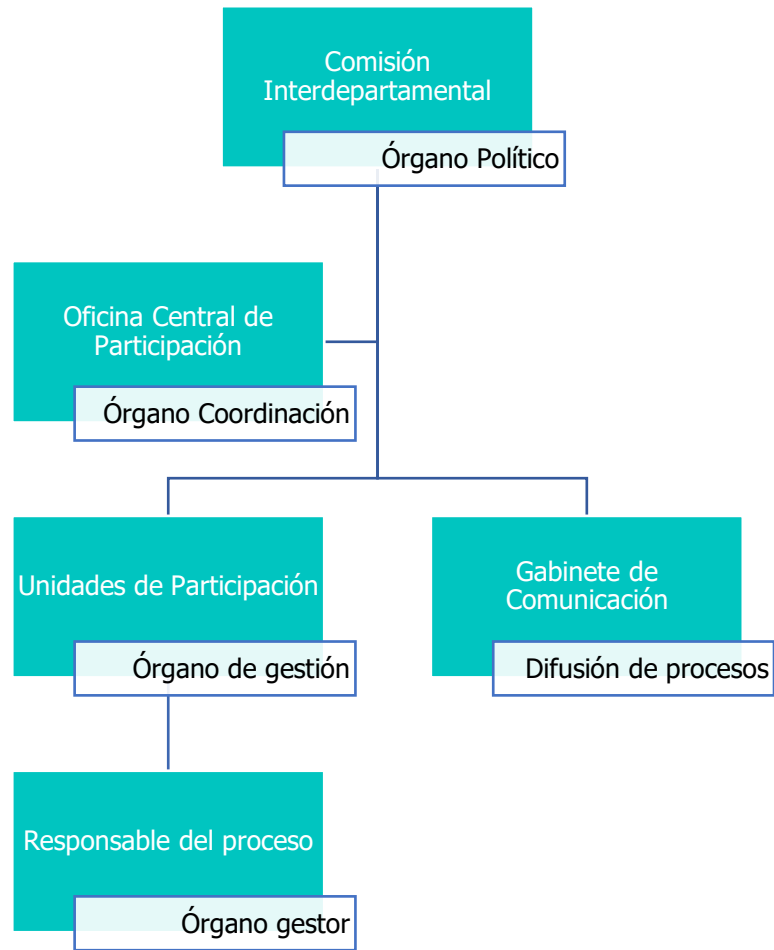 Comisión
Interdepartamental
Órgano Político
Oficina Central de
Participación
Órgano Coordinación
Unidades de Participación
Órgano de gestión
Gabinete de
Comunicación
Difusión de procesos
Responsable del proceso
Órgano gestor